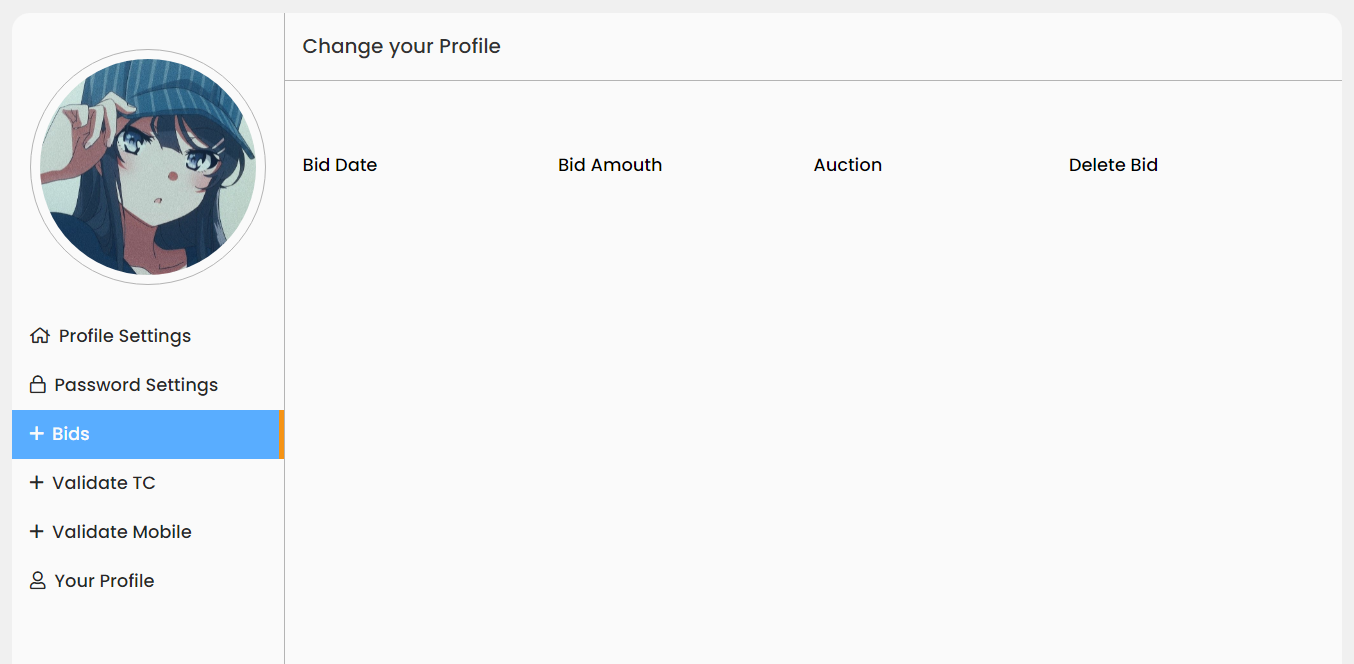 Change your Profile
Bid Date Bid Amouth Auction Delete Bid
Profile Settings
Password Settings
Bids
Validate TC
Validate Mobile
Your Profile